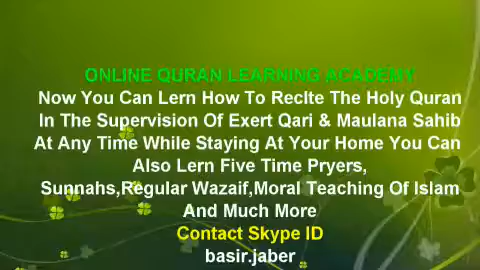 ONLINE QURAN LEARNING ACADEMY
Now You Can Lern How To RecIte The Holy Quran
In The Supervision Of Exert Qari & Maulana Sahib
At Any Time While Staying At Your Home You Can
Also Lern Five Time Pryers,
Sunnahs,Regular Wazaif,Moral Teaching Of Islam
And Much More
Contact Skype ID
basir.jaber